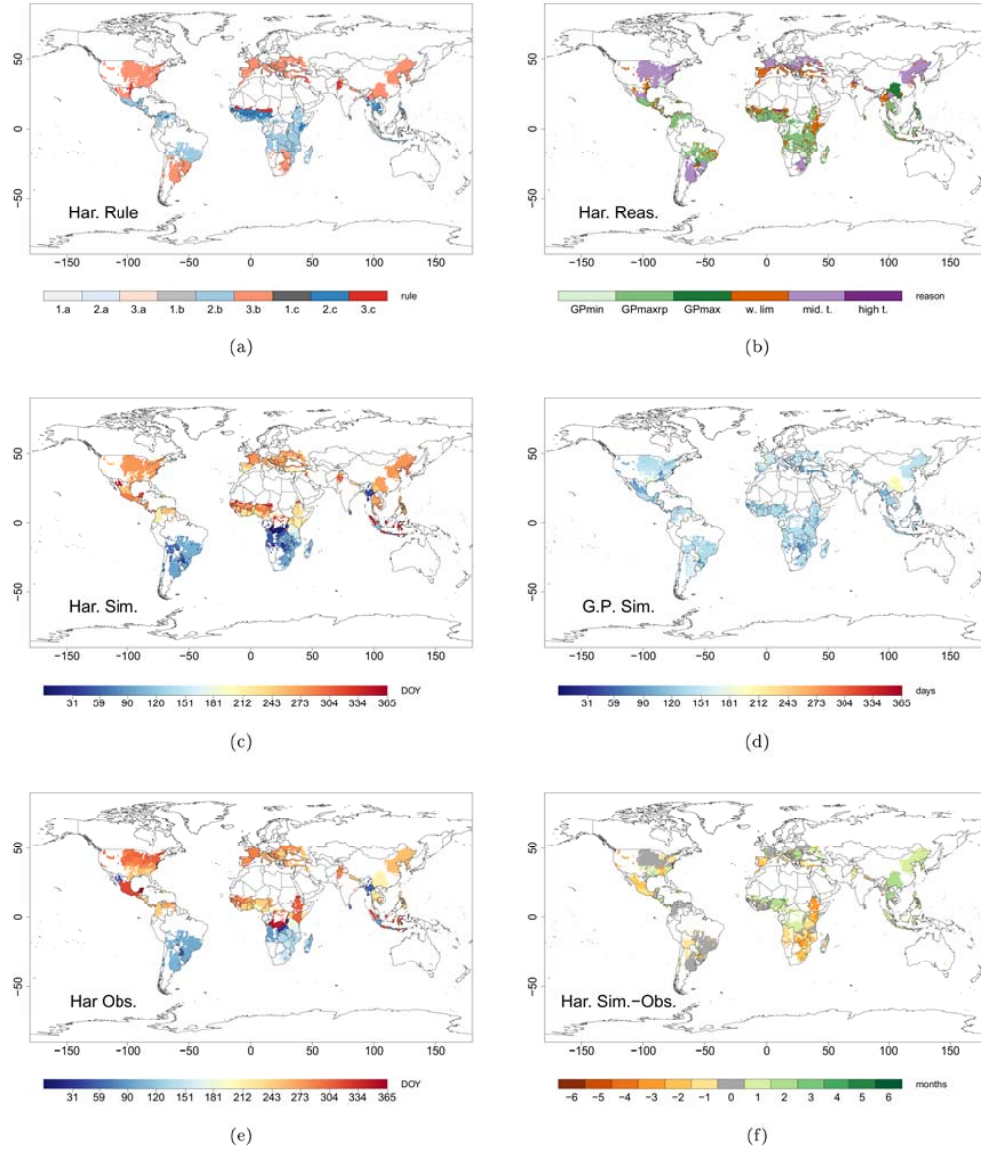 50
0
−50
Har. Rule
−150 −100 −50 0 50 100 150
rule
1.a 2.a 3.a 1.b 2.b 3.b 1.c 2.c 3.c
(a)
50
0
−50
Har. Reas.
−150 −100 −50 0 50 100 150
reason
GPmin GPmaxrp GPmax w. lim mid. t. high t.
(b)
50
0
−50
Har. Sim.
−150 −100 −50 0 50 100 150
DOY
31 59 90 120 151 181 212 243 273 304 334 365
(c)
50
0
−50
G.P. Sim.
−150 −100 −50 0 50 100 150
days
31 59 90 120 151 181 212 243 273 304 334 365
(d)
50
0
−50
Har Obs.
−150 −100 −50 0 50 100 150
DOY
31 59 90 120 151 181 212 243 273 304 334 365
(e)
50
0
−50
Har. Sim.−Obs.
−150 −100 −50 0 50 100 150
months
−6 −5 −4 −3 −2 −1 0 1 2 3 4 5 6
(f)